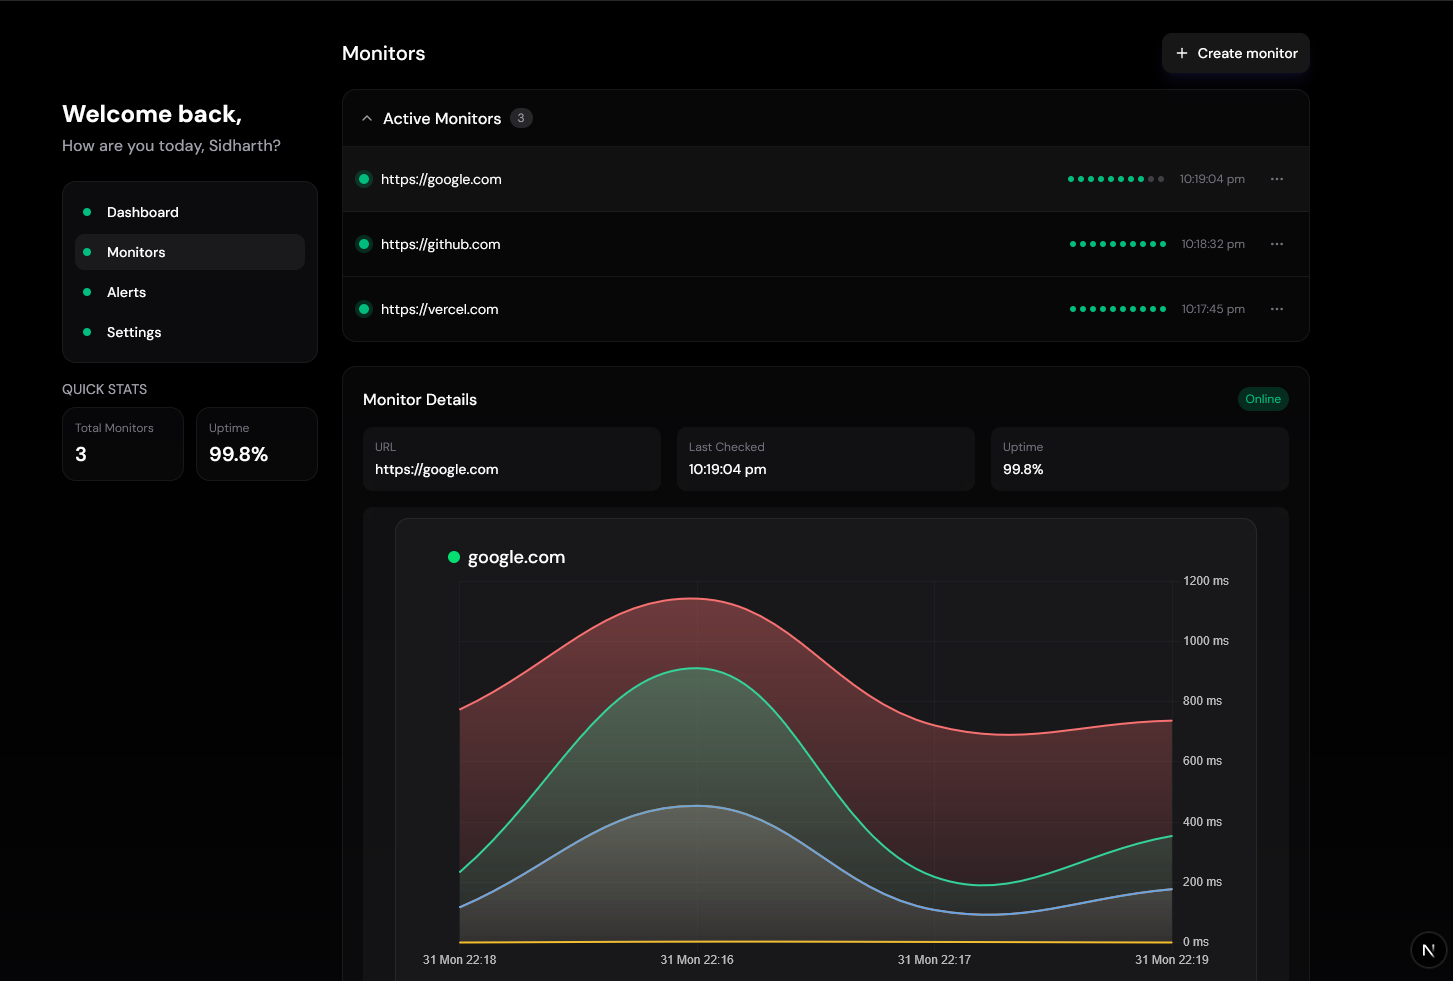 Monitors
+ Create monitor
Welcome back,
How are you today, Sidharth?
Dashboard
Monitors
Alerts
Settings
QUICK STATS
Total Monitors
3
Uptime
99.8%
Active Monitors 3
https://google.com 10:19:04 pm ...
https://github.com 10:18:32 pm ...
https://vercel.com 10:17:45 pm ...
Monitor Details
Online
URL
https://google.com
Last Checked
10:19:04 pm
Uptime
99.8%
google.com
1200 ms
1000 ms
800 ms
600 ms
400 ms
200 ms
0 ms
31 Mon 22:18 31 Mon 22:16 31 Mon 22:17 31 Mon 22:19
N